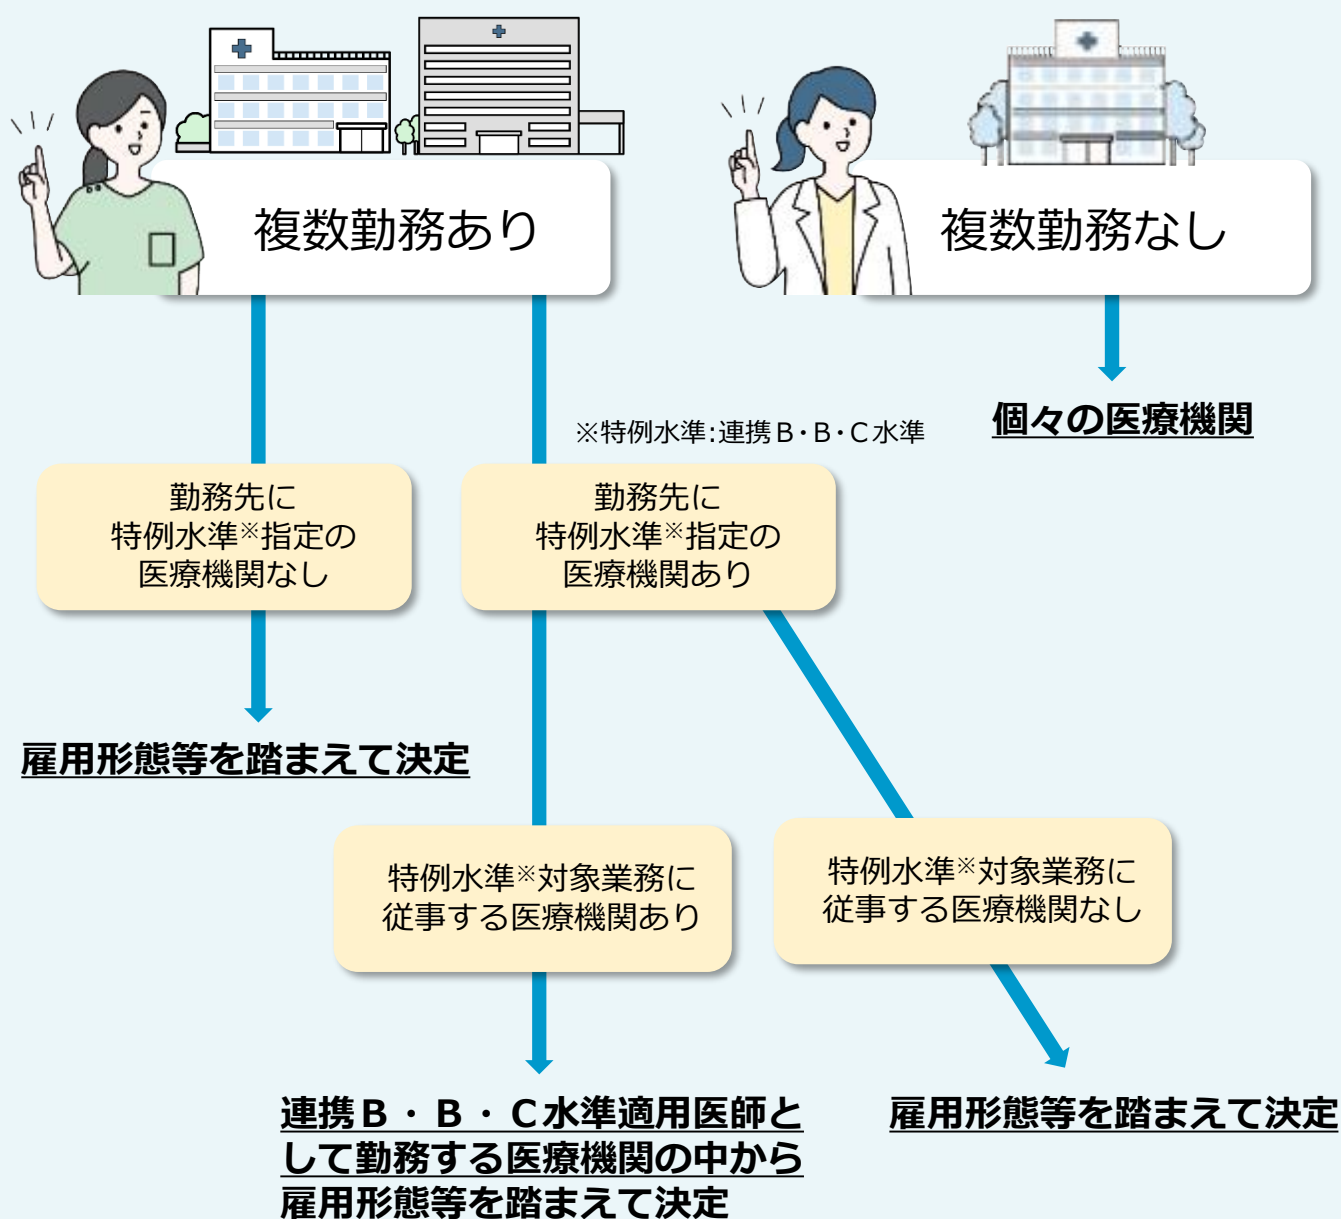 複数勤務あり
複数勤務なし
個々の医療機関
※特例水準:連携B・B・C水準
勤務先に
特例水準※指定の
医療機関なし
勤務先に
特例水準※指定の
医療機関あり
雇用形態等を踏まえて決定
特例水準※対象業務に
従事する医療機関あり
特例水準※対象業務に
従事する医療機関なし
連携B・B・C水準適用医師と
して勤務する医療機関の中から
雇用形態等を踏まえて決定
雇用形態等を踏まえて決定